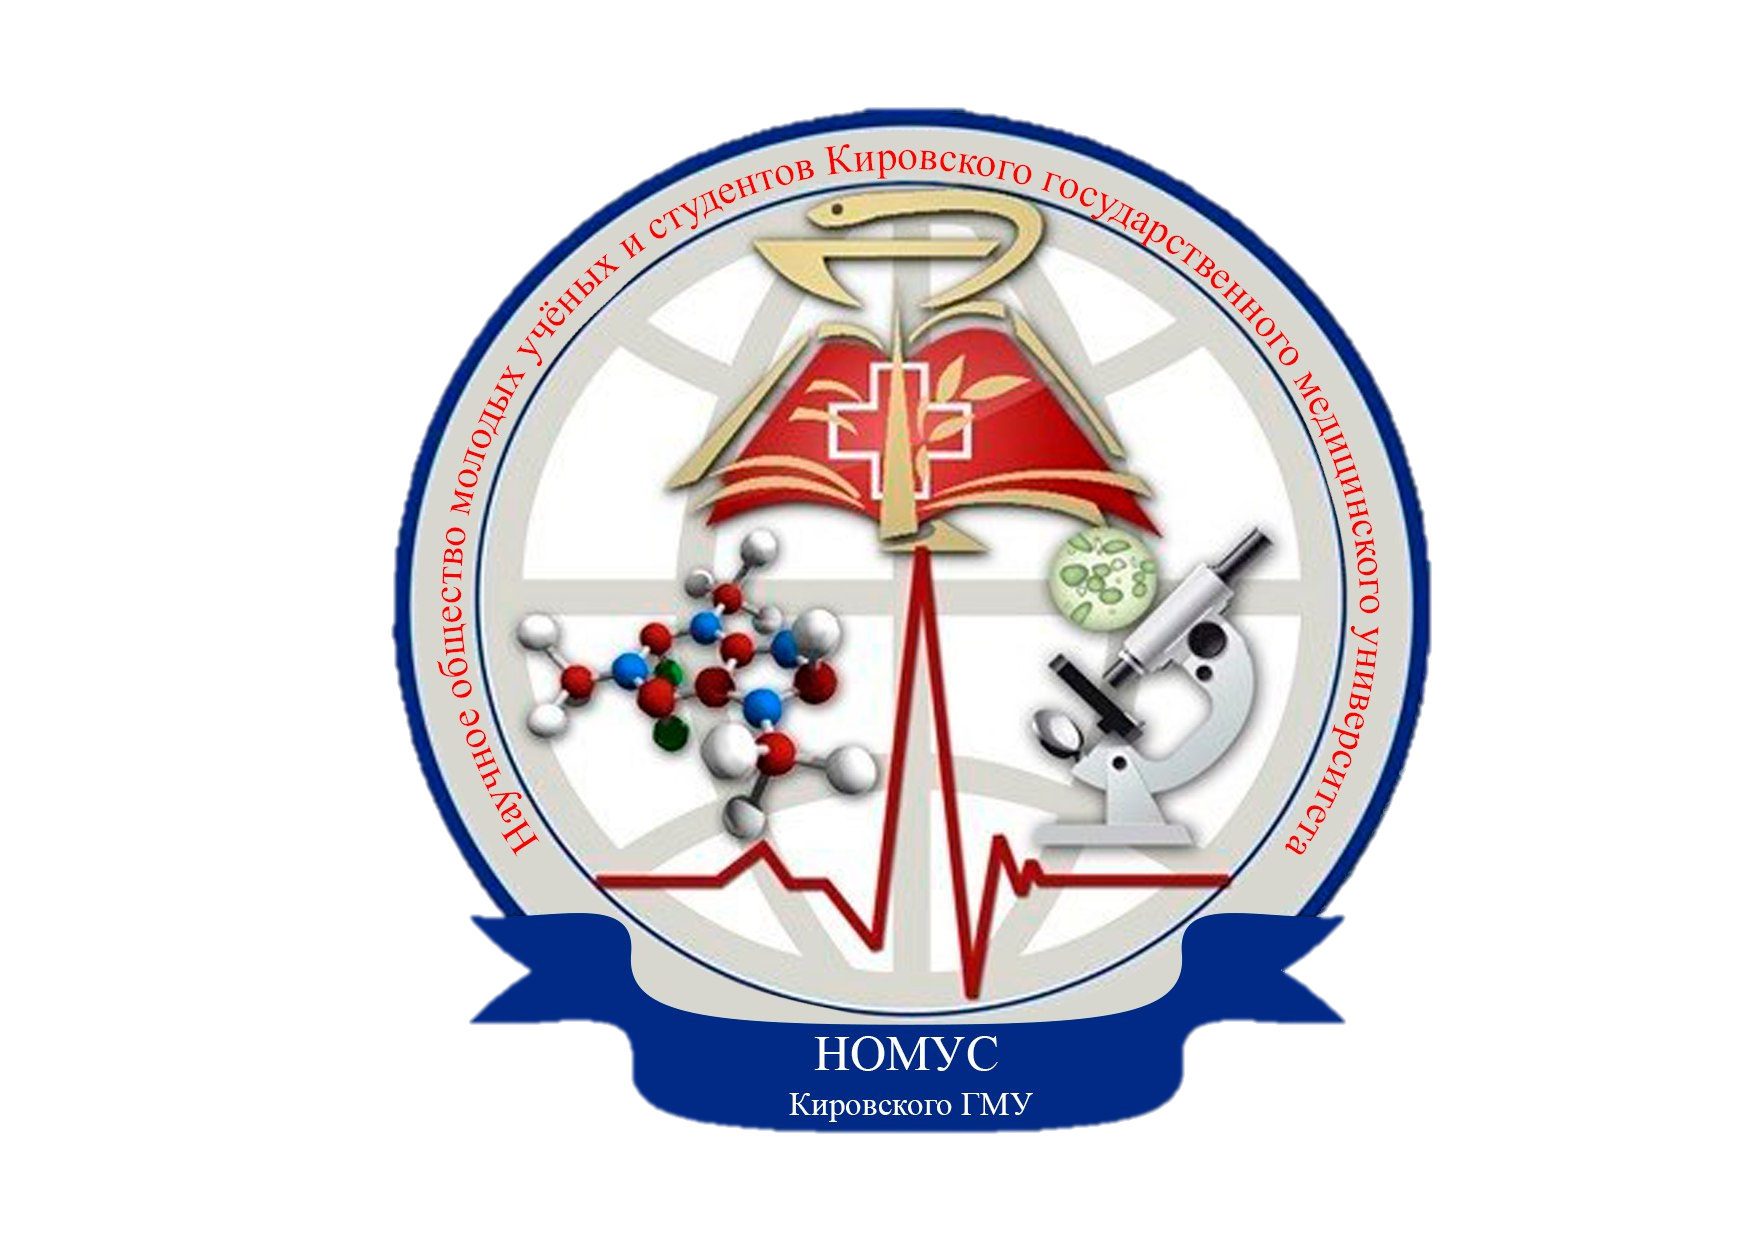 Научное общество молодых учёных и студентов Кировского государственного медицинского университета
НОМУС
Кировского ГМУ